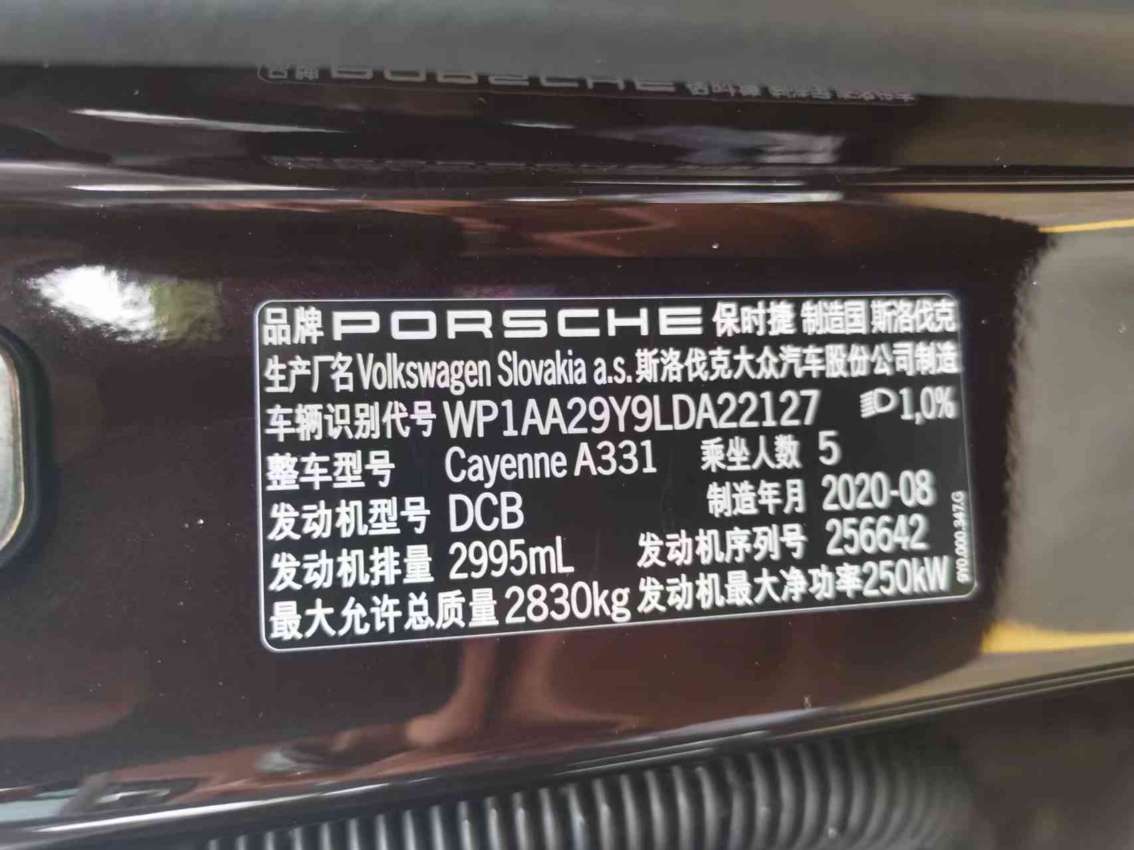 品牌 PORSCHE 保时捷 制造国 斯洛伐克
生产厂名 Volkswagen Slovakia a.s. 斯洛伐克大众汽车股份公司制造
车辆识别代号 WP1AA29Y9LDA22127 1,0%
整车型号 Cayenne A331 乘坐人数 5
发动机型号 DCB 制造年月 2020-08
发动机排量 2995mL 发动机序列号 256642
最大允许总质量 2830kg 发动机最大净功率 250kW
9Y0.000.347.G